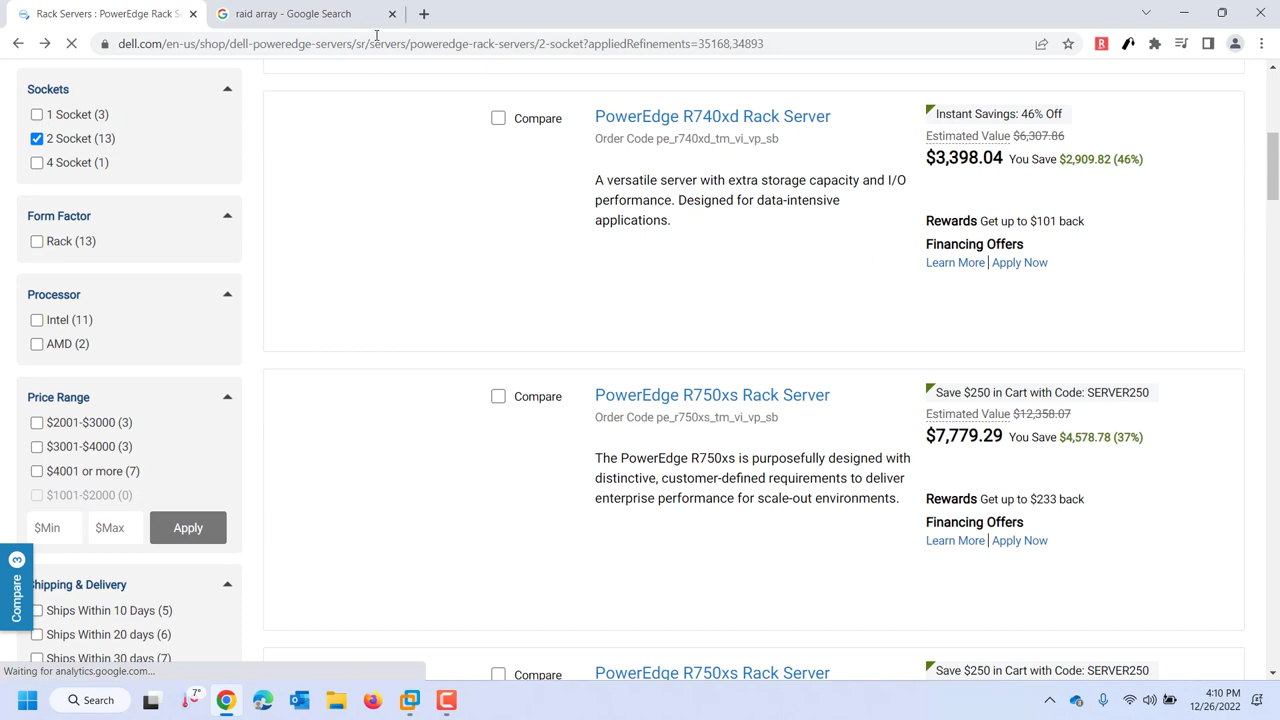 Rack Servers : PowerEdge Rack S
raid array - Google Search
dell.com/en-us/shop/dell-poweredge-servers/sr/servers/poweredge-rack-servers/2-socket?appliedRefinements=35168,34893
Sockets
1 Socket (3)
2 Socket (13)
4 Socket (1)
Form Factor
Rack (13)
Processor
Intel (11)
AMD (2)
Price Range
$2001-$3000 (3)
$3001-$4000 (3)
$4001 or more (7)
$1001-$2000 (0)
$Min
$Max
Apply
Compare 3
Shipping & Delivery
Ships Within 10 Days (5)
Ships Within 20 days (6)
Ships Within 30 days (7)
Compare
PowerEdge R740xd Rack Server
Order Code pe_r740xd_tm_vi_vp_sb
A versatile server with extra storage capacity and I/O
performance. Designed for data-intensive
applications.
Instant Savings: 46% Off
Estimated Value $6,307.86
$3,398.04 You Save $2,909.82 (46%)
Rewards Get up to $101 back
Financing Offers
Learn More | Apply Now
Compare
PowerEdge R750xs Rack Server
Order Code pe_r750xs_tm_vi_vp_sb
The PowerEdge R750xs is purposefully designed with
distinctive, customer-defined requirements to deliver
enterprise performance for scale-out environments.
Save $250 in Cart with Code: SERVER250
Estimated Value $12,358.07
$7,779.29 You Save $4,578.78 (37%)
Rewards Get up to $233 back
Financing Offers
Learn More | Apply Now
Compare
PowerEdge R750xs Rack Server
Save $250 in Cart with Code: SERVER250
Waiting for analytics.google.com...
Search
7°
4:10 PM
12/26/2022